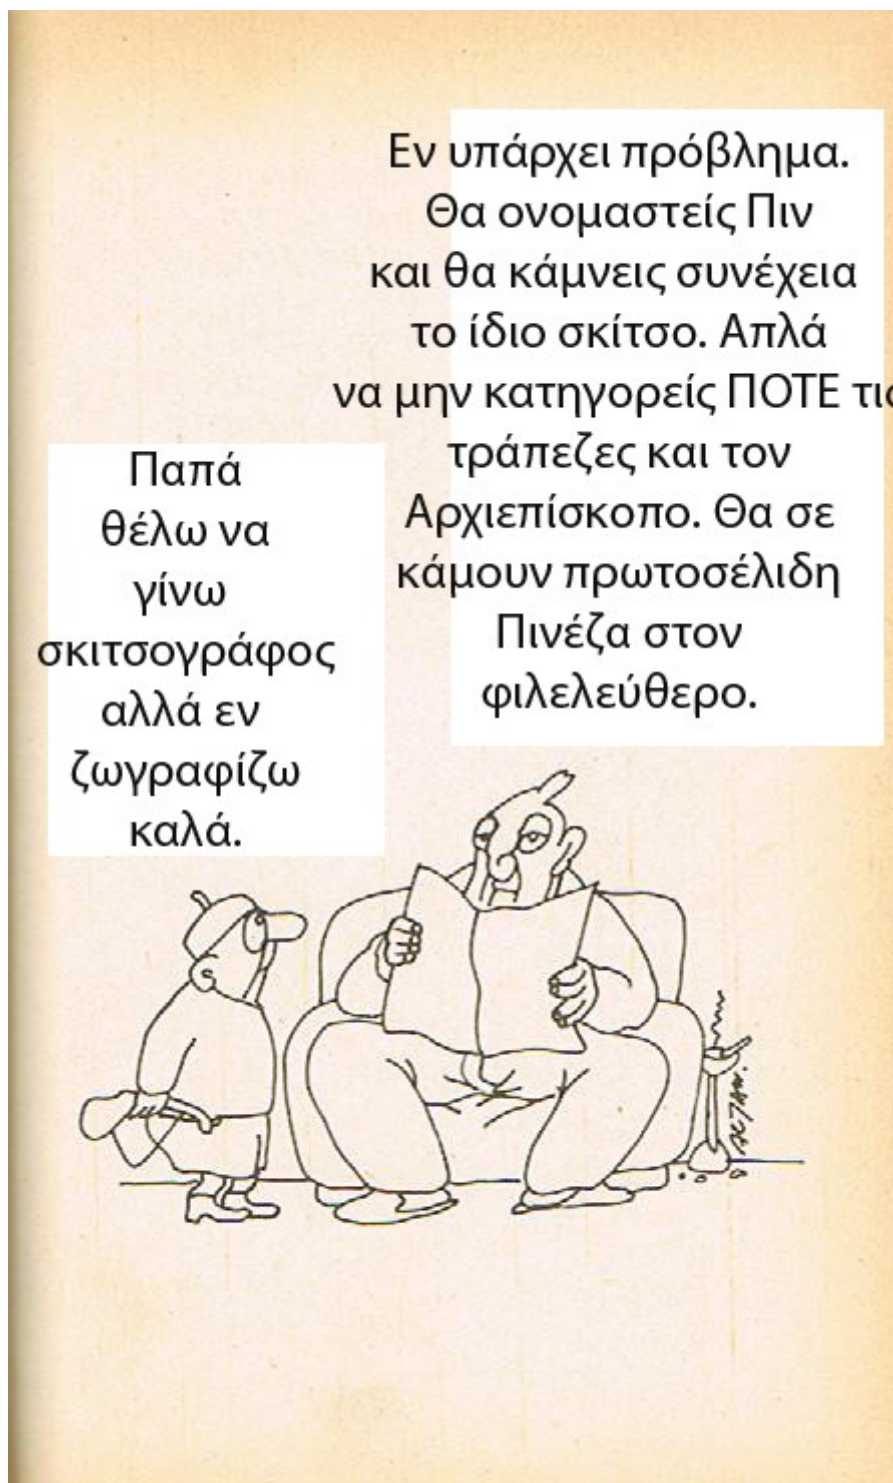 Παπά
θέλω να
γίνω
σκιτσογράφος
αλλά εν
ζωγραφίζω
καλά.
Εν υπάρχει πρόβλημα.
Θα ονομαστείς Πιν
και θα κάμνεις συνέχεια
το ίδιο σκίτσο. Απλά
να μην κατηγορείς ΠΟΤΕ τις
τράπεζες και τον
Αρχιεπίσκοπο. Θα σε
κάμουν πρωτοσέλιδη
Πινέζα στον
φιλελεύθερο.
ALTAN.